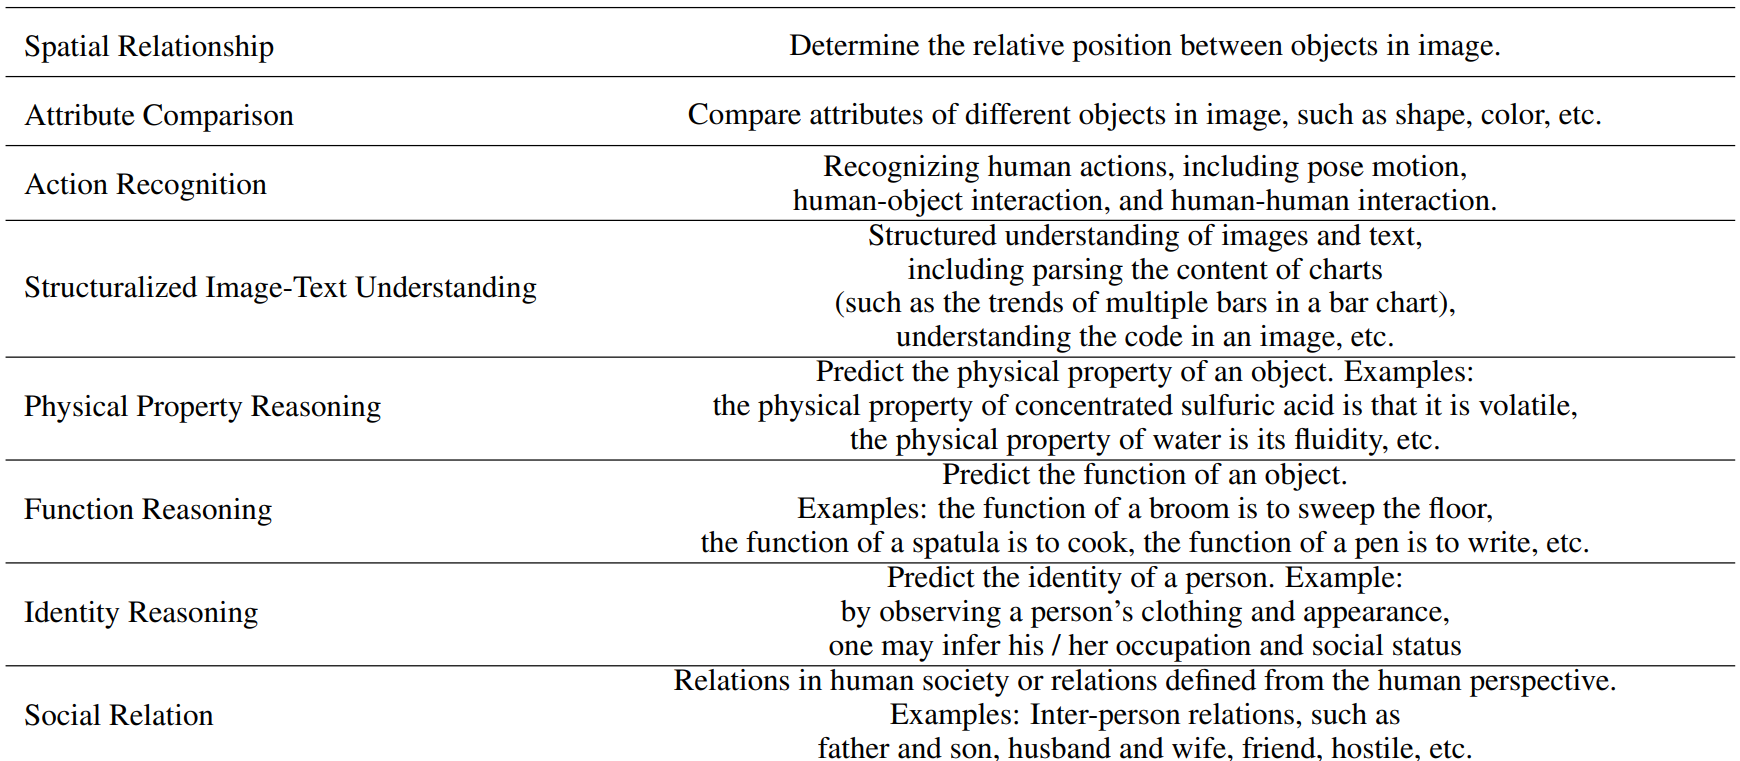 Spatial Relationship
Determine the relative position between objects in image.
Attribute Comparison
Compare attributes of different objects in image, such as shape, color, etc.
Action Recognition
Recognizing human actions, including pose motion,
human-object interaction, and human-human interaction.
Structuralized Image-Text Understanding
Structured understanding of images and text,
including parsing the content of charts
(such as the trends of multiple bars in a bar chart),
understanding the code in an image, etc.
Physical Property Reasoning
Predict the physical property of an object. Examples:
the physical property of concentrated sulfuric acid is that it is volatile,
the physical property of water is its fluidity, etc.
Function Reasoning
Predict the function of an object.
Examples: the function of a broom is to sweep the floor,
the function of a spatula is to cook, the function of a pen is to write, etc.
Identity Reasoning
Predict the identity of a person. Example:
by observing a person's clothing and appearance,
one may infer his / her occupation and social status
Social Relation
Relations in human society or relations defined from the human perspective.
Examples: Inter-person relations, such as
father and son, husband and wife, friend, hostile, etc.